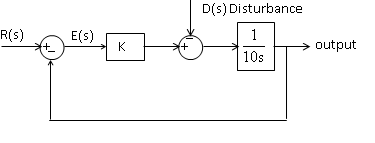 D(s) Disturbance
R(s)
E(s)
K
1
10s
output
+
−
+
−